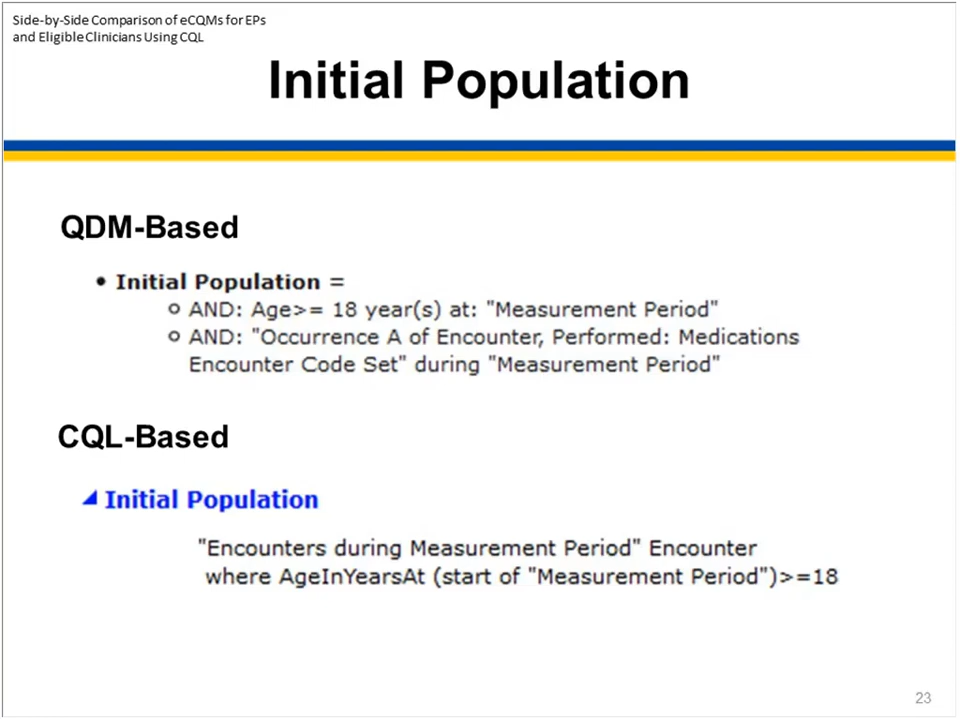 Side-by-Side Comparison of eCQMs for EPs
and Eligible Clinicians Using CQL
Initial Population
QDM-Based
• Initial Population =
o AND: Age>= 18 year(s) at: "Measurement Period"
o AND: "Occurrence A of Encounter, Performed: Medications
Encounter Code Set" during "Measurement Period"
CQL-Based
Initial Population
"Encounters during Measurement Period" Encounter
where AgeInYearsAt (start of "Measurement Period")>=18
23